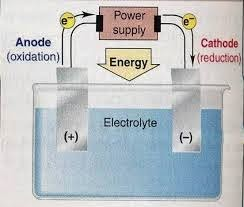 e⁻
Power
supply
e⁻
Anode
(oxidation)
Cathode
(reduction)
Energy
(+)
Electrolyte
(−)